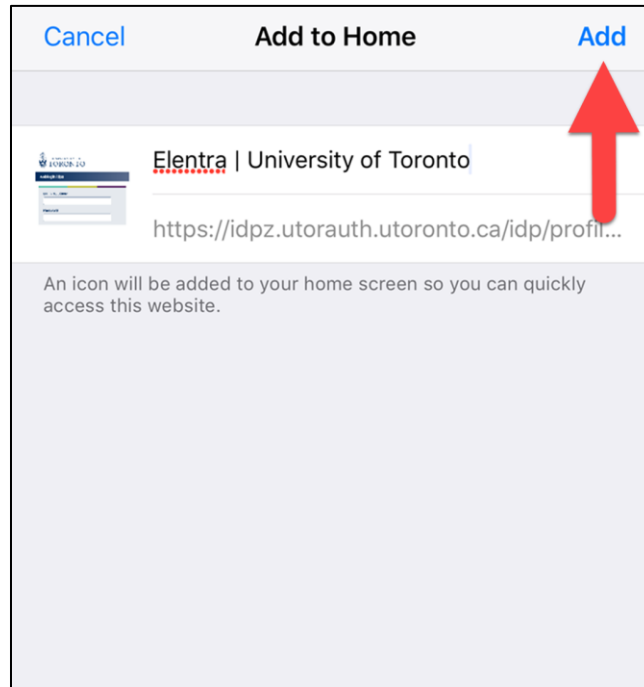 Cancel Add to Home Add
TORONTO
Elentra | University of Toronto
https://idpz.utorauth.utoronto.ca/idp/profil...
An icon will be added to your home screen so you can quickly
access this website.